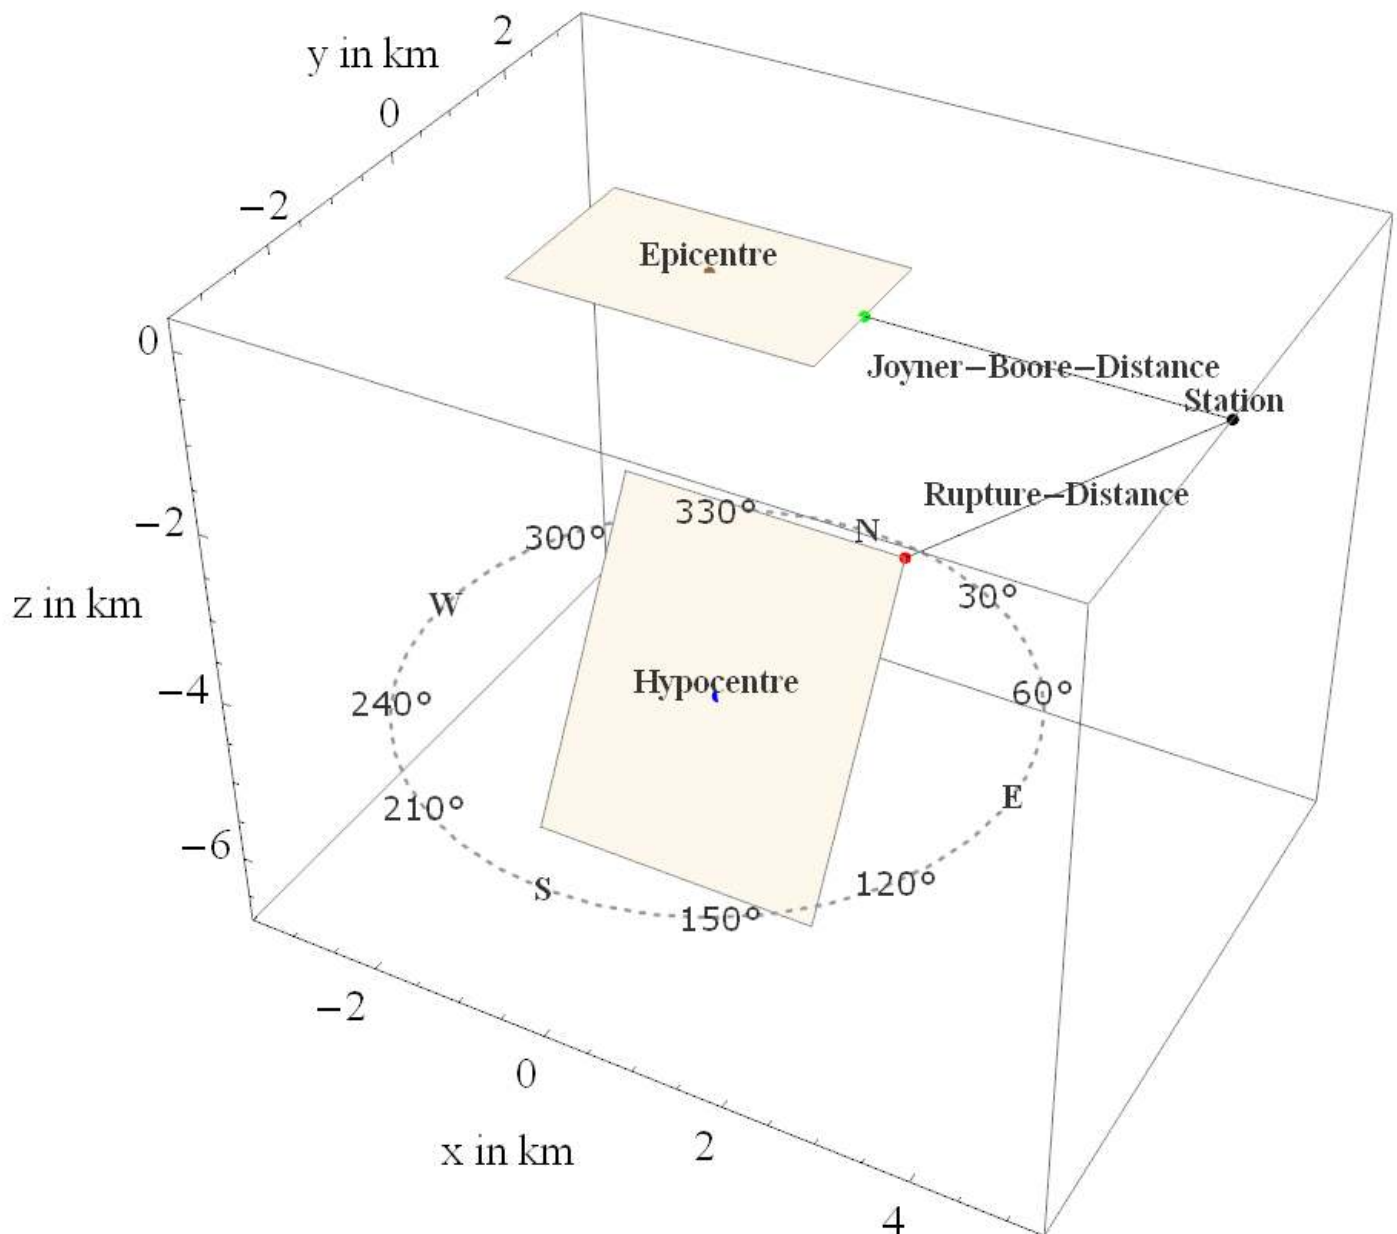 2
y in km
0
−2
Epicentre
0
Joyner−Boore−Distance
Station
Rupture−Distance
330°
N
300°
−2
30°
W
z in km
Hypocentre
−4
240°
60°
E
210°
−6
120°
S
150°
−2
0
x in km
2
4